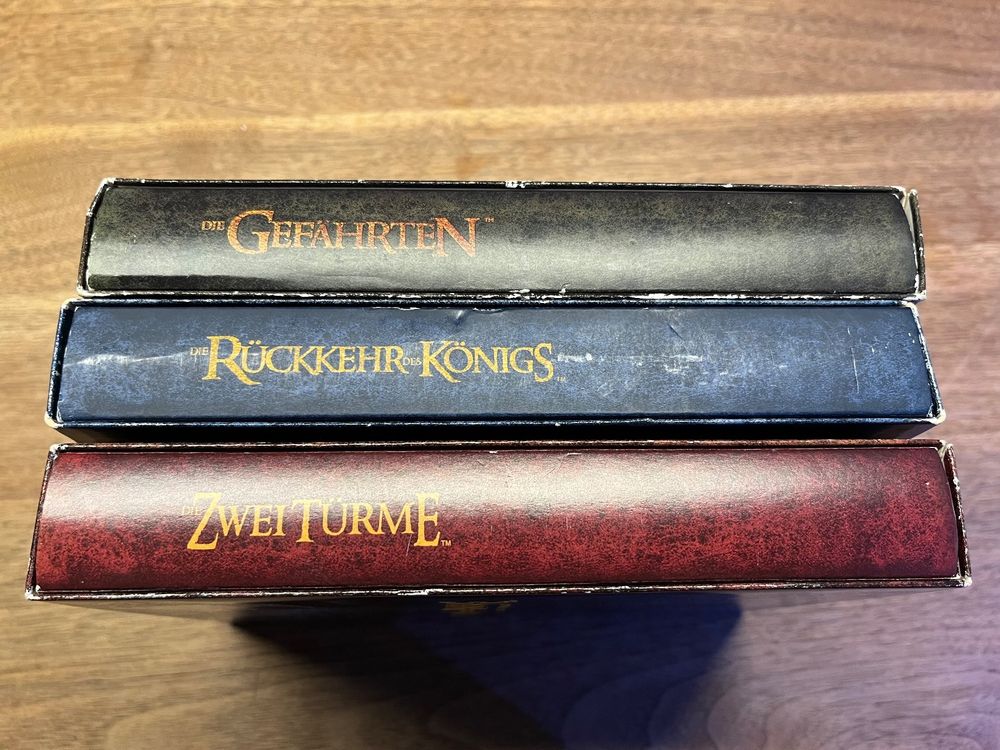 DIE GEFÄHRTEN™
DIE RÜCKKEHR DES KÖNIGS™
DIE ZWEI TÜRME™